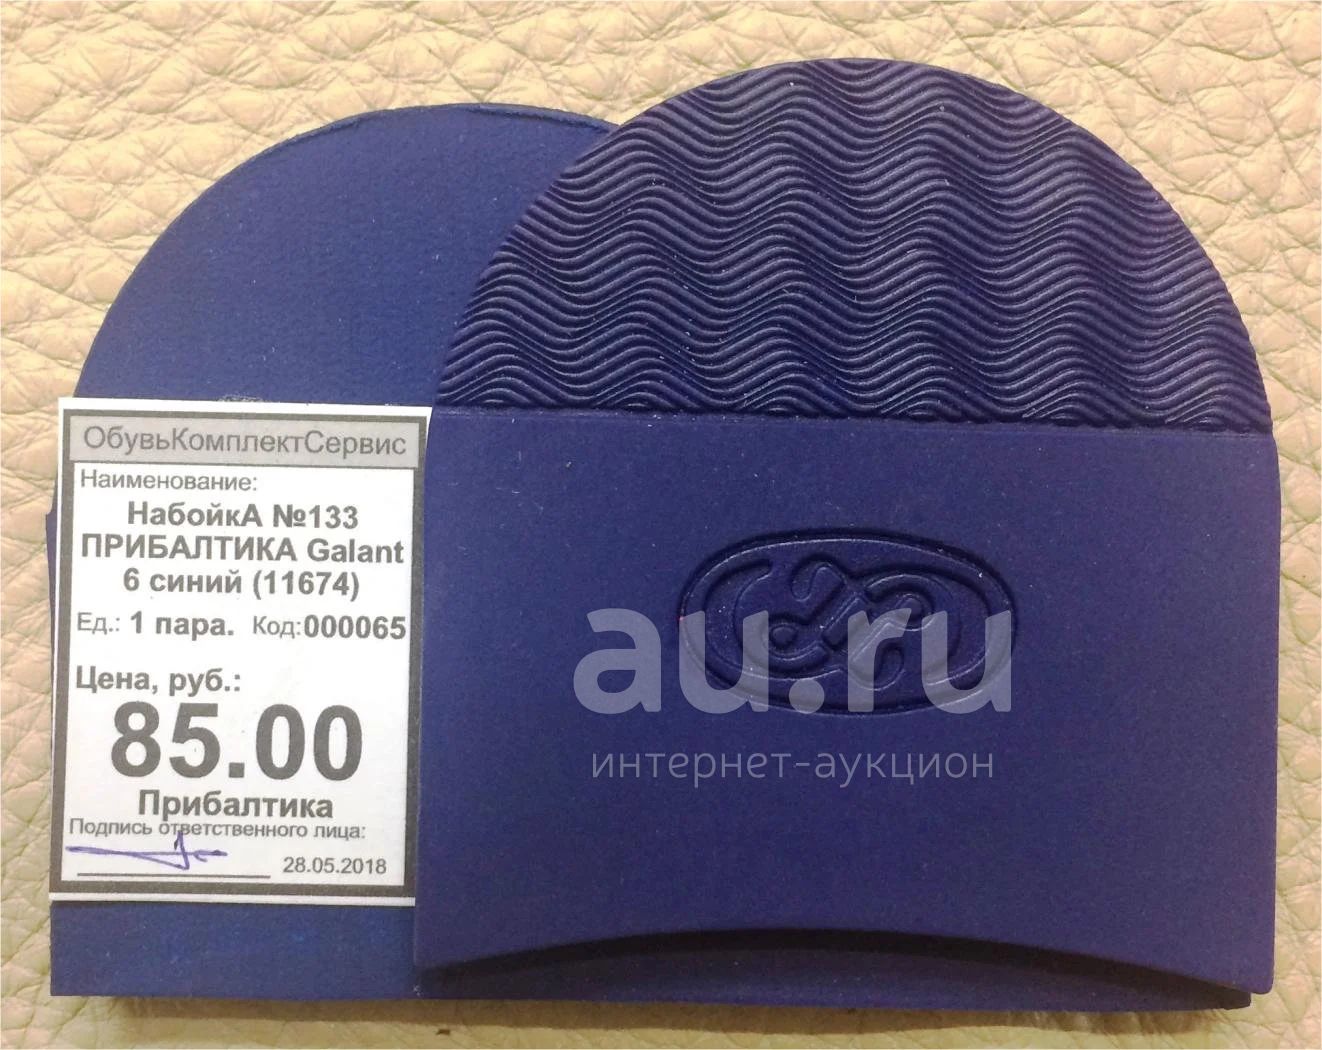 ОбувьКомплектСервис
Наименование:
НабойкА №133
ПРИБАЛТИКА Galant
6 синий (11674)
Ед.: 1 пара. Код:000065
Цена, руб.:
85.00
Прибалтика
Подпись ответственного лица:
28.05.2018
au.ru
интернет-аукцион